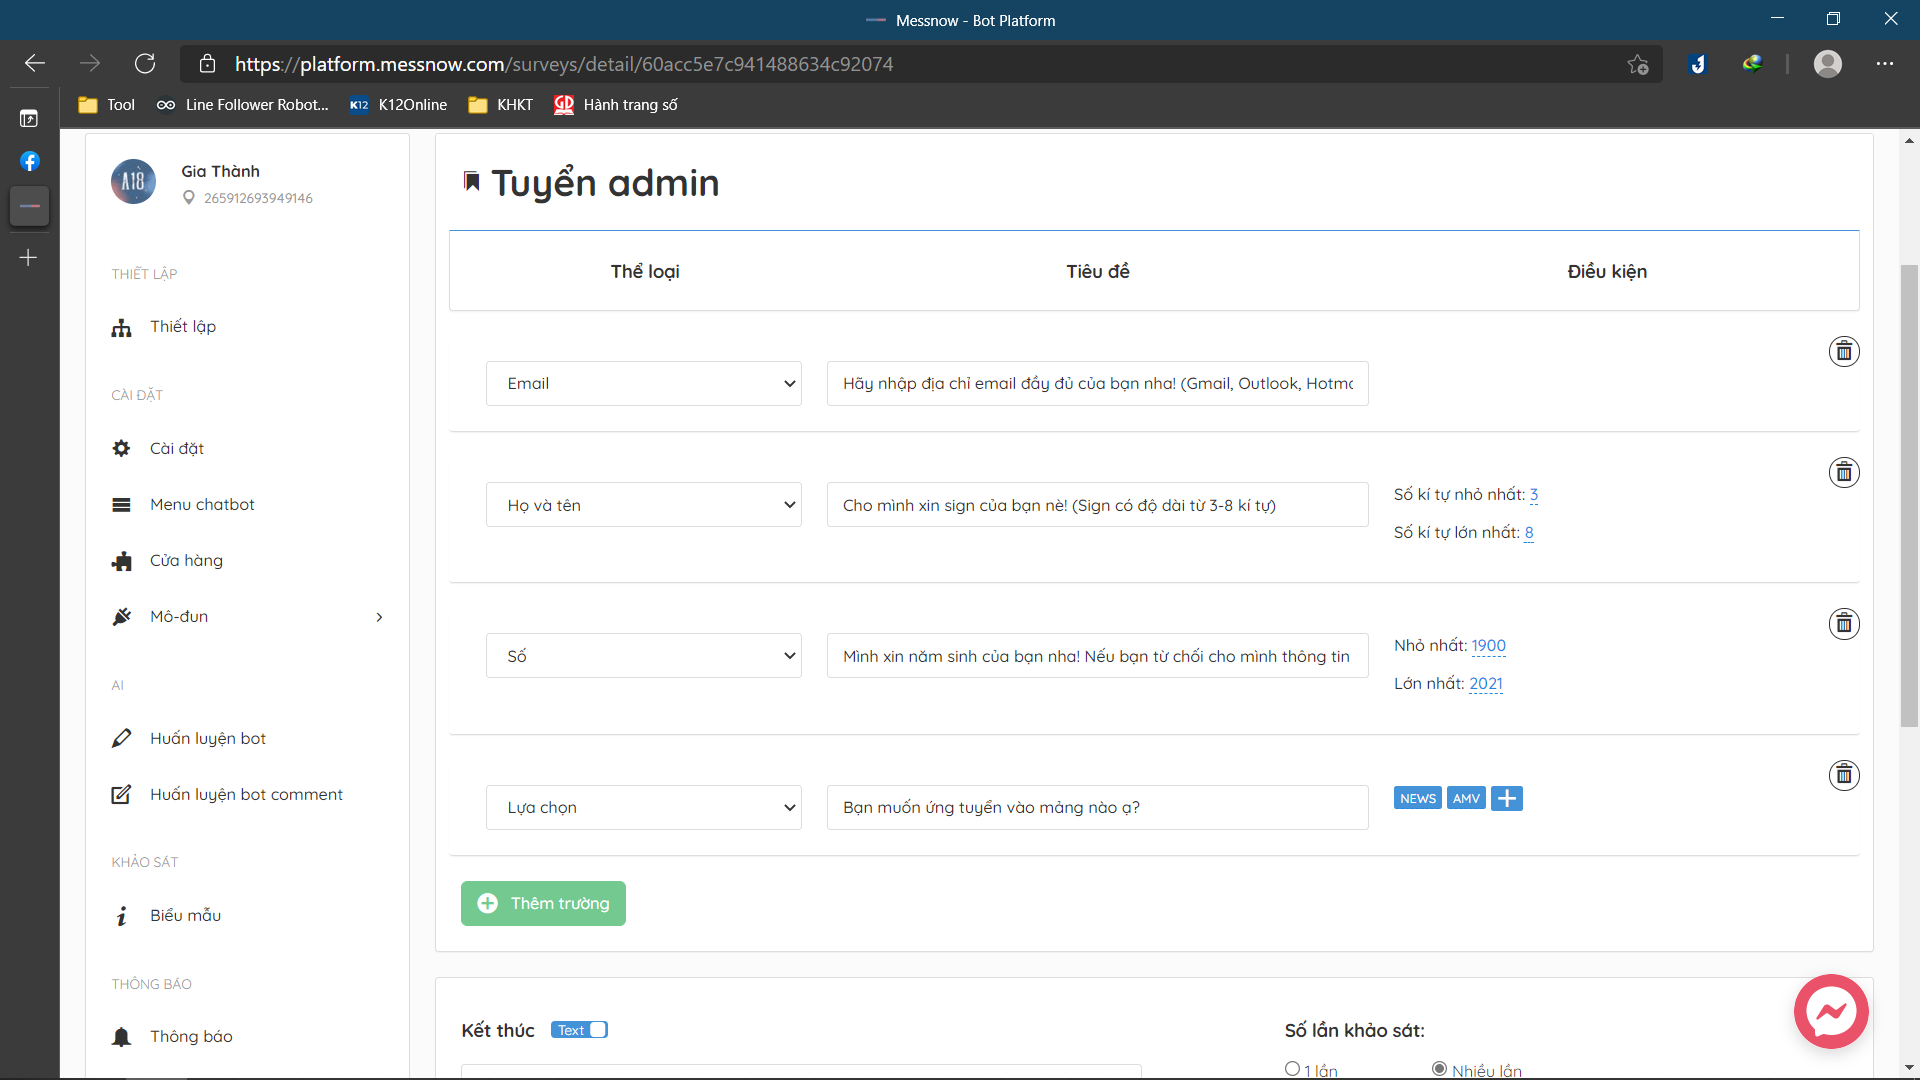 Messnow - Bot Platform
https://platform.messnow.com/surveys/detail/60acc5e7c941488634c92074
Tool
Line Follower Robot...
K12
K12Online
KHKT
GD
Hành trang số
A18
Gia Thành
265912693949146
THIẾT LẬP
Thiết lập
CÀI ĐẶT
Cài đặt
Menu chatbot
Cửa hàng
Mô-đun
AI
Huấn luyện bot
Huấn luyện bot comment
KHẢO SÁT
Biểu mẫu
THÔNG BÁO
Thông báo
Tuyển admin
Thể loại Tiêu đề Điều kiện
Email
Hãy nhập địa chỉ email đầy đủ của bạn nha! (Gmail, Outlook, Hotma
Họ và tên
Cho mình xin sign của bạn nè! (Sign có độ dài từ 3-8 kí tự)
Số kí tự nhỏ nhất: 3
Số kí tự lớn nhất: 8
Số
Mình xin năm sinh của bạn nha! Nếu bạn từ chối cho mình thông tin
Nhỏ nhất: 1900
Lớn nhất: 2021
Lựa chọn
Bạn muốn ứng tuyển vào mảng nào ạ?
NEWS AMV
Thêm trường
Kết thúc Text
Số lần khảo sát:
1 lần Nhiều lần